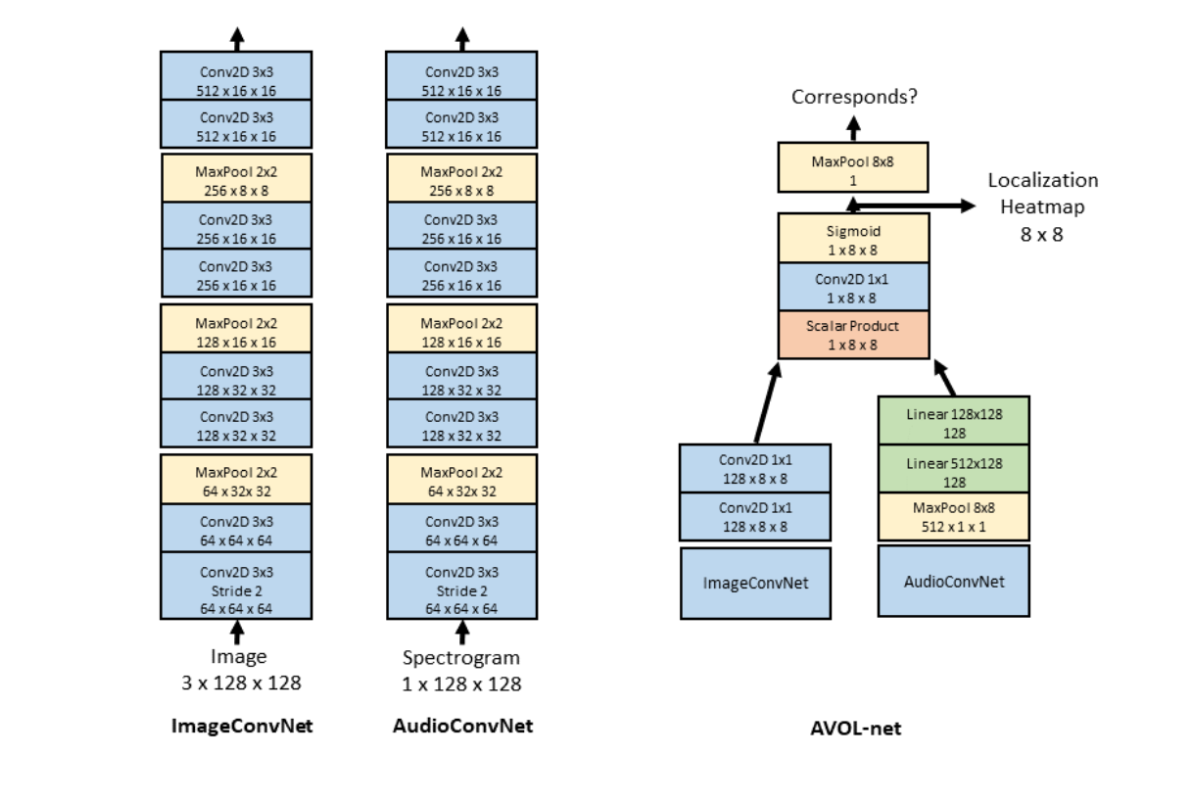 Conv2D 3x3
512 x 16 x 16
Conv2D 3x3
512 x 16 x 16
MaxPool 2x2
256 x 8 x 8
Conv2D 3x3
256 x 16 x 16
Conv2D 3x3
256 x 16 x 16
MaxPool 2x2
128 x 16 x 16
Conv2D 3x3
128 x 32 x 32
Conv2D 3x3
128 x 32 x 32
MaxPool 2x2
64 x 32x 32
Conv2D 3x3
64 x 64 x 64
Conv2D 3x3
Stride 2
64 x 64 x 64
Image
3 x 128 x 128
ImageConvNet
Conv2D 3x3
512 x 16 x 16
Conv2D 3x3
512 x 16 x 16
MaxPool 2x2
256 x 8 x 8
Conv2D 3x3
256 x 16 x 16
Conv2D 3x3
256 x 16 x 16
MaxPool 2x2
128 x 16 x 16
Conv2D 3x3
128 x 32 x 32
Conv2D 3x3
128 x 32 x 32
MaxPool 2x2
64 x 32x 32
Conv2D 3x3
64 x 64 x 64
Conv2D 3x3
Stride 2
64 x 64 x 64
Spectrogram
1 x 128 x 128
AudioConvNet
Corresponds?
MaxPool 8x8
1
Localization
Heatmap
8 x 8
Sigmoid
1 x 8 x 8
Conv2D 1x1
1 x 8 x 8
Scalar Product
1 x 8 x 8
Conv2D 1x1
128 x 8 x 8
Conv2D 1x1
128 x 8 x 8
ImageConvNet
Linear 128x128
128
Linear 512x128
128
MaxPool 8x8
512 x 1 x 1
AudioConvNet
AVOL-net